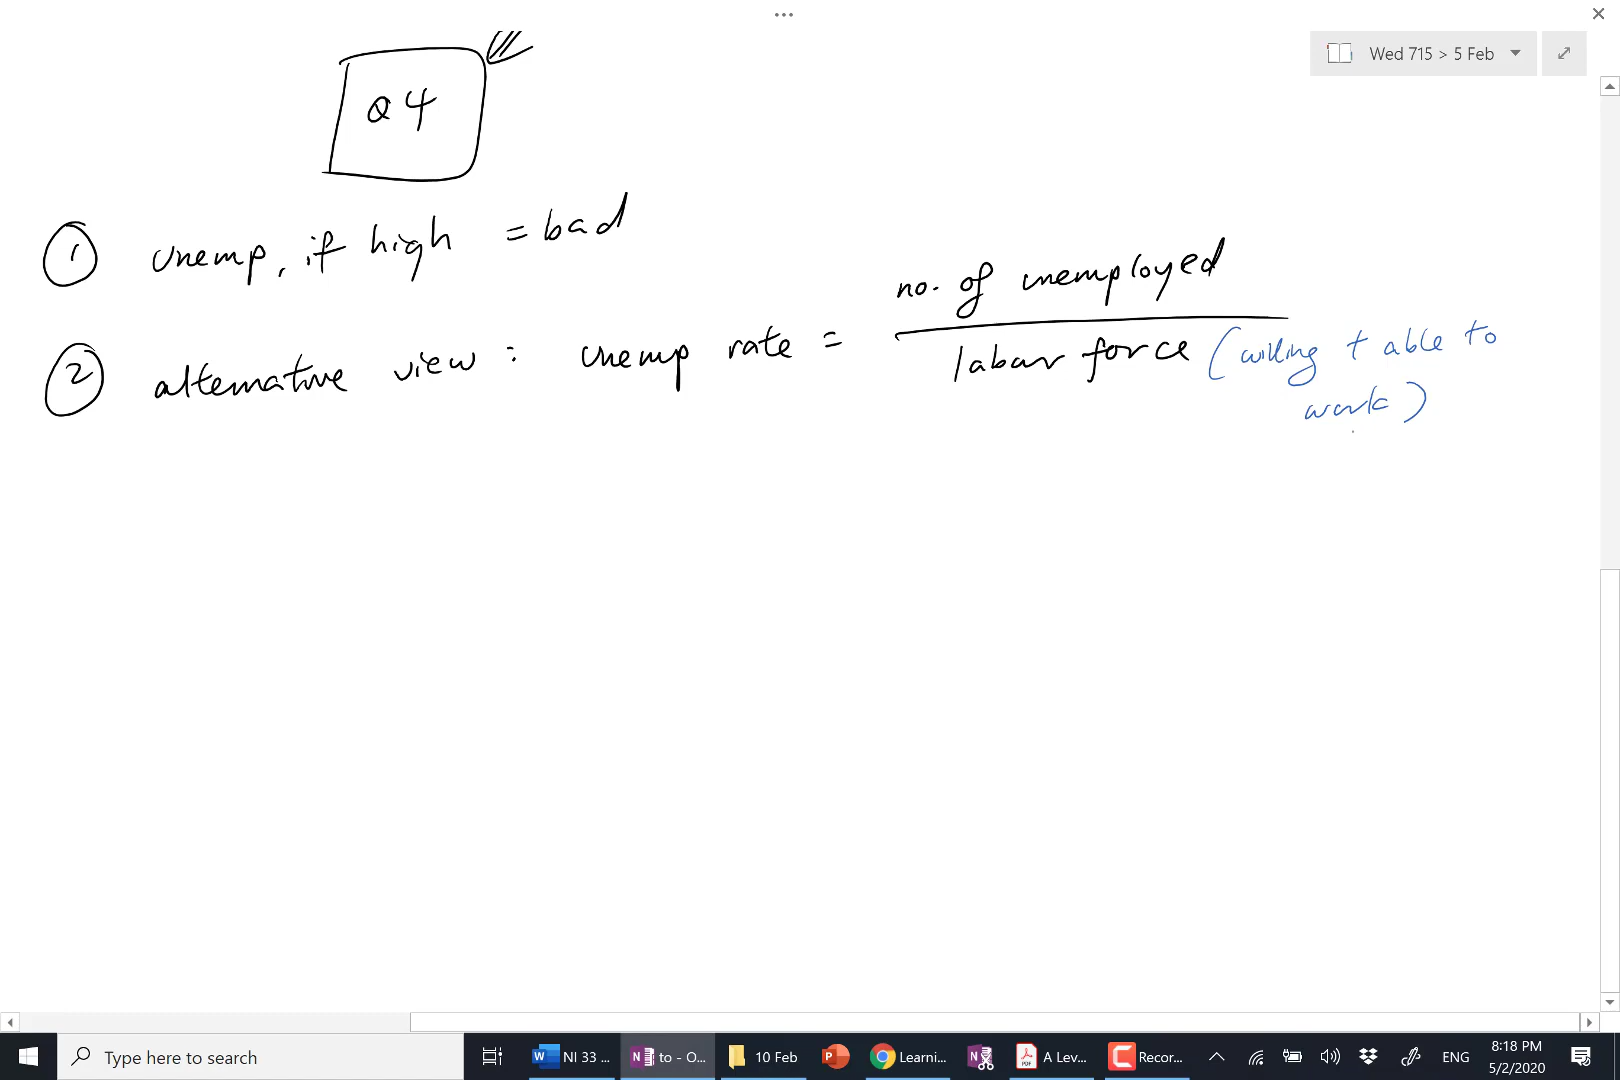 Wed 715 > 5 Feb
Q4
① unemp, if high = bad
② alternative view : unemp rate = no. of unemployed
labour force (willing + able to
work)
Type here to search
NI 33 ...
to - O...
10 Feb
Learni...
A Lev...
Recor...
ENG
8:18 PM
5/2/2020